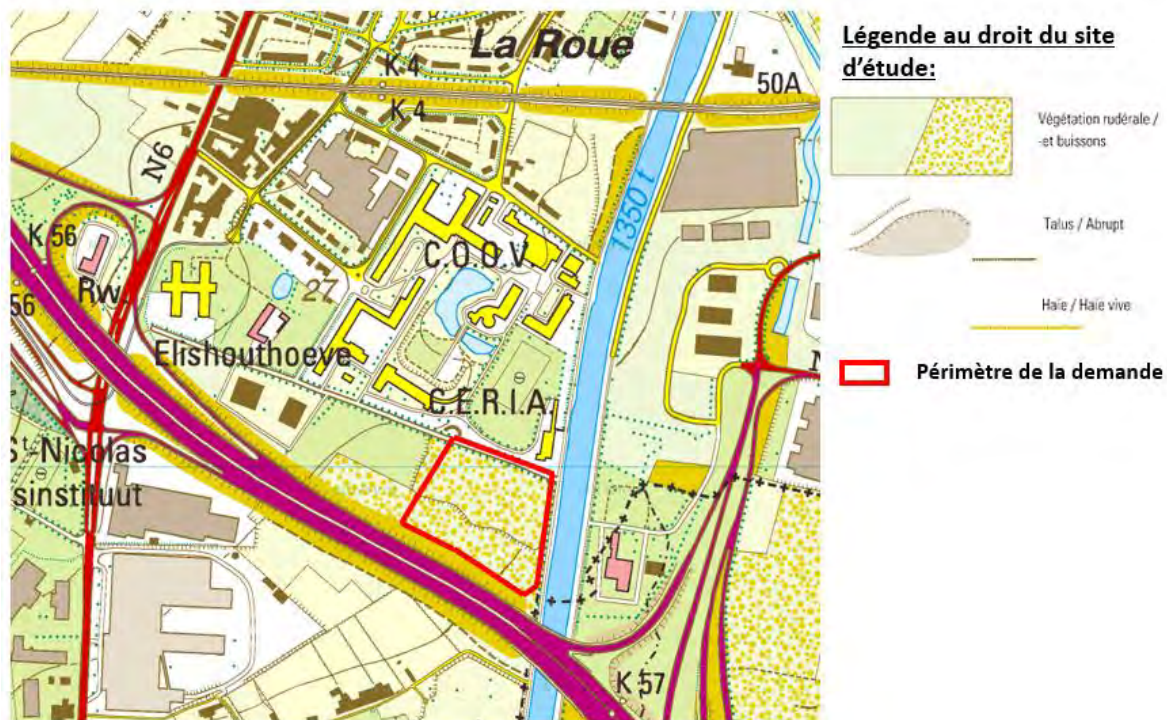 La Roue
K 4
K 4
50A
N6
1350 t
K 56
56
Rw.
C.O.O.V.
27
Elishouthoeve
C.E.R.I.A.
St-Nicolas
sinstituut
N
K 57
Légende au droit du site
d'étude:
Végétation rudérale /
-et buissons
Talus / Abrupt
Haie / Haie vive
Périmètre de la demande